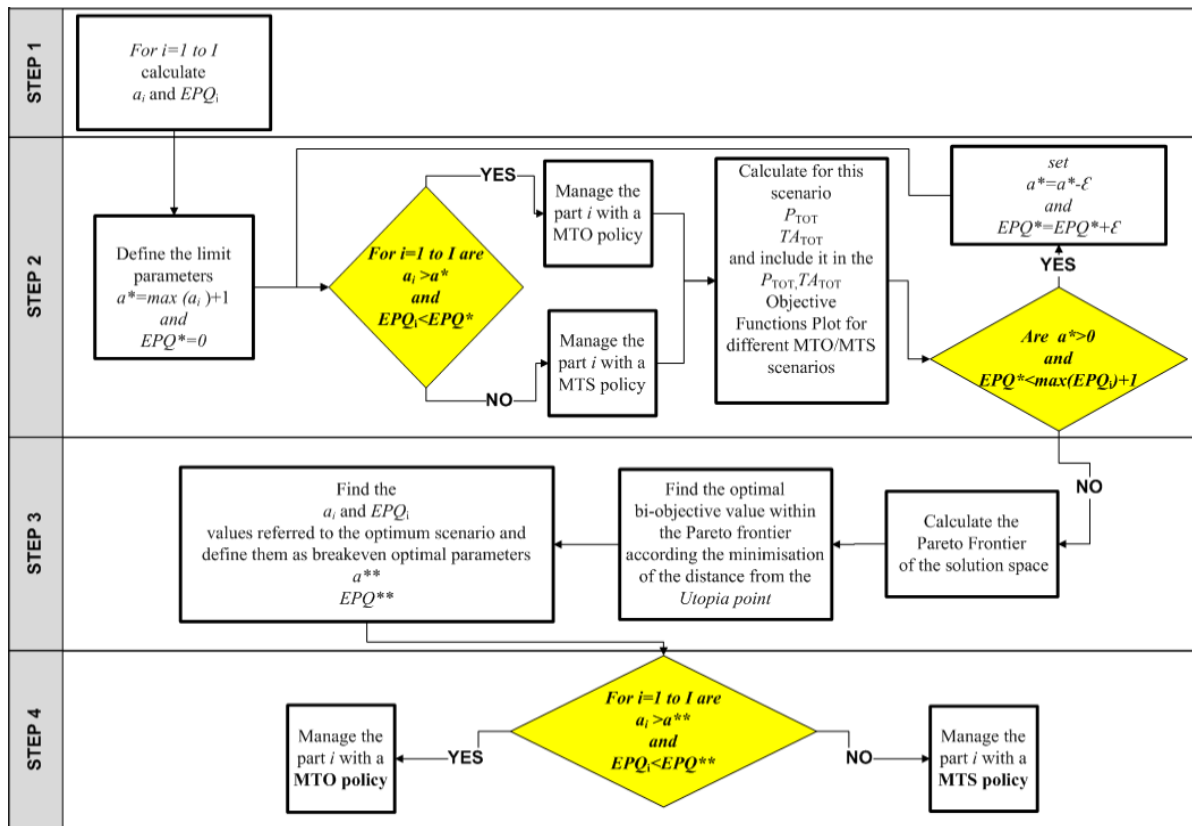 STEP 1
For i=1 to I
calculate
aᵢ and EPQᵢ
STEP 2
Define the limit
parameters
a*=max (aᵢ )+1
and
EPQ*=0
For i=1 to I are
aᵢ >a*
and
EPQᵢ<EPQ*
YES
Manage the
part i with a
MTO policy
NO
Manage the
part i with a
MTS policy
Calculate for this
scenario
P_TOT
TA_TOT
and include it in the
P_TOT,TA_TOT
Objective
Functions Plot for
different MTO/MTS
scenarios
set
a*=a*-Ɛ
and
EPQ*=EPQ*+Ɛ
YES
Are a*>0
and
EPQ*<max(EPQᵢ)+1
NO
STEP 3
Calculate the
Pareto Frontier
of the solution space
Find the optimal
bi-objective value within
the Pareto frontier
according the minimisation
of the distance from the
Utopia point
Find the
aᵢ and EPQᵢ
values referred to the optimum scenario and
define them as breakeven optimal parameters
a**
EPQ**
STEP 4
For i=1 to I are
aᵢ >a**
and
EPQᵢ<EPQ**
YES
Manage the
part i with a
MTO policy
NO
Manage the
part i with a
MTS policy